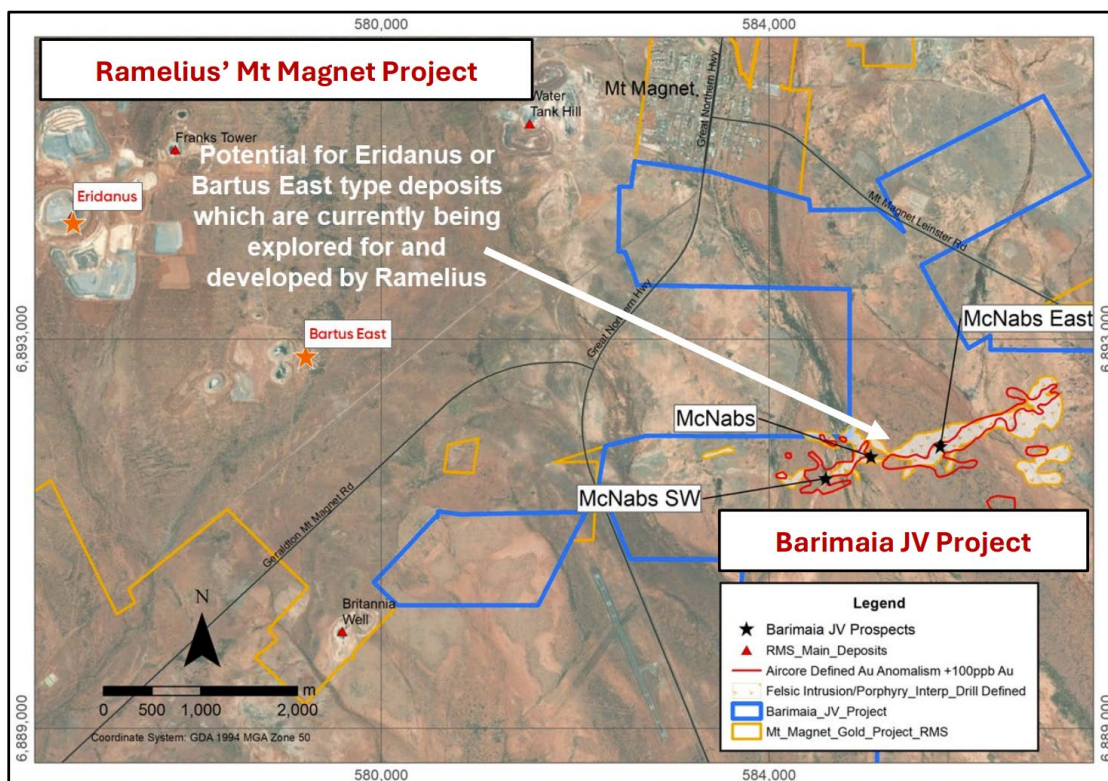 580,000
584,000
Ramelius’ Mt Magnet Project
Mt Magnet
Water
Tank Hill
Great Northern Hwy
Franks Tower
Potential for Eridanus or
Bartus East type deposits
which are currently being
explored for and
developed by Ramelius
Eridanus
Mt Magnet Leinster Rd
Great Northern Hwy
McNabs East
6,893,000
Bartus East
6,893,000
McNabs
McNabs SW
Geraldton Mt Magnet Rd
Barimaia JV Project
Britannia
Well
N
m
0 500 1,000 2,000
Coordinate System: GDA 1994 MGA Zone 50
Legend
Barimaia JV Prospects
RMS_Main_Deposits
Aircore Defined Au Anomalism +100ppb Au
Felsic Intrusion/Porphyry_Interp_Drill Defined
Barimaia_JV_Project
Mt_Magnet_Gold_Project_RMS
6,889,000
6,889,000
580,000
584,000